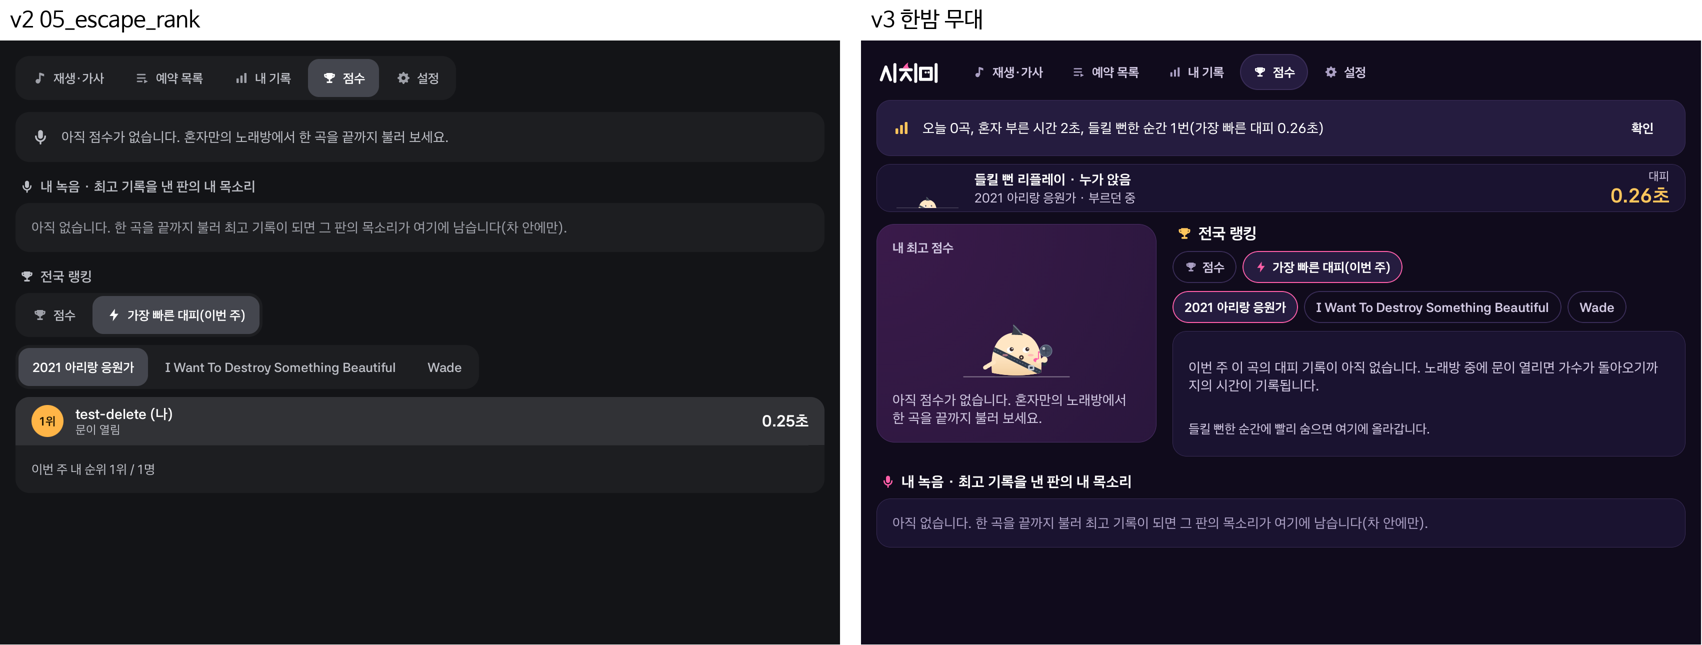 v2 05_escape_rank
재생·가사
예약 목록
내 기록
점수
설정
아직 점수가 없습니다. 혼자만의 노래방에서 한 곡을 끝까지 불러 보세요.
내 녹음 · 최고 기록을 낸 판의 내 목소리
아직 없습니다. 한 곡을 끝까지 불러 최고 기록이 되면 그 판의 목소리가 여기에 남습니다(차 안에만).
전국 랭킹
점수
가장 빠른 대피(이번 주)
2021 아리랑 응원가
I Want To Destroy Something Beautiful
Wade
1위
test-delete (나)
문이 열림
0.25초
이번 주 내 순위 1위 / 1명
v3 한밤 무대
시치미
재생·가사
예약 목록
내 기록
점수
설정
오늘 0곡, 혼자 부른 시간 2초, 들킬 뻔한 순간 1번(가장 빠른 대피 0.26초)
확인
들킬 뻔 리플레이 · 누가 앉음
2021 아리랑 응원가 · 부르던 중
대피
0.26초
내 최고 점수
아직 점수가 없습니다. 혼자만의 노래방에서
한 곡을 끝까지 불러 보세요.
전국 랭킹
점수
가장 빠른 대피(이번 주)
2021 아리랑 응원가
I Want To Destroy Something Beautiful
Wade
이번 주 이 곡의 대피 기록이 아직 없습니다. 노래방 중에 문이 열리면 가수가 돌아오기까
지의 시간이 기록됩니다.
들킬 뻔한 순간에 빨리 숨으면 여기에 올라갑니다.
내 녹음 · 최고 기록을 낸 판의 내 목소리
아직 없습니다. 한 곡을 끝까지 불러 최고 기록이 되면 그 판의 목소리가 여기에 남습니다(차 안에만).